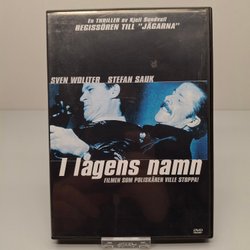 En THRILLER av Kjell Sundvall
REGISSÖREN TILL "JÄGARNA"
SVEN WOLLTER STEFAN SAUK
I lagens namn
FILMEN SOM POLISKÅREN VILLE STOPPA!
DVD